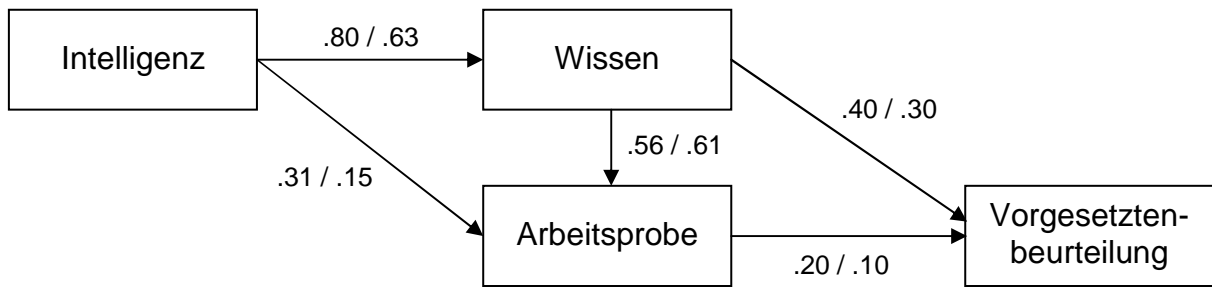 .80 / .63
Intelligenz
Wissen
.40 / .30
.56 / .61
.31 / .15
Arbeitsprobe
Vorgesetzten-
beurteilung
.20 / .10